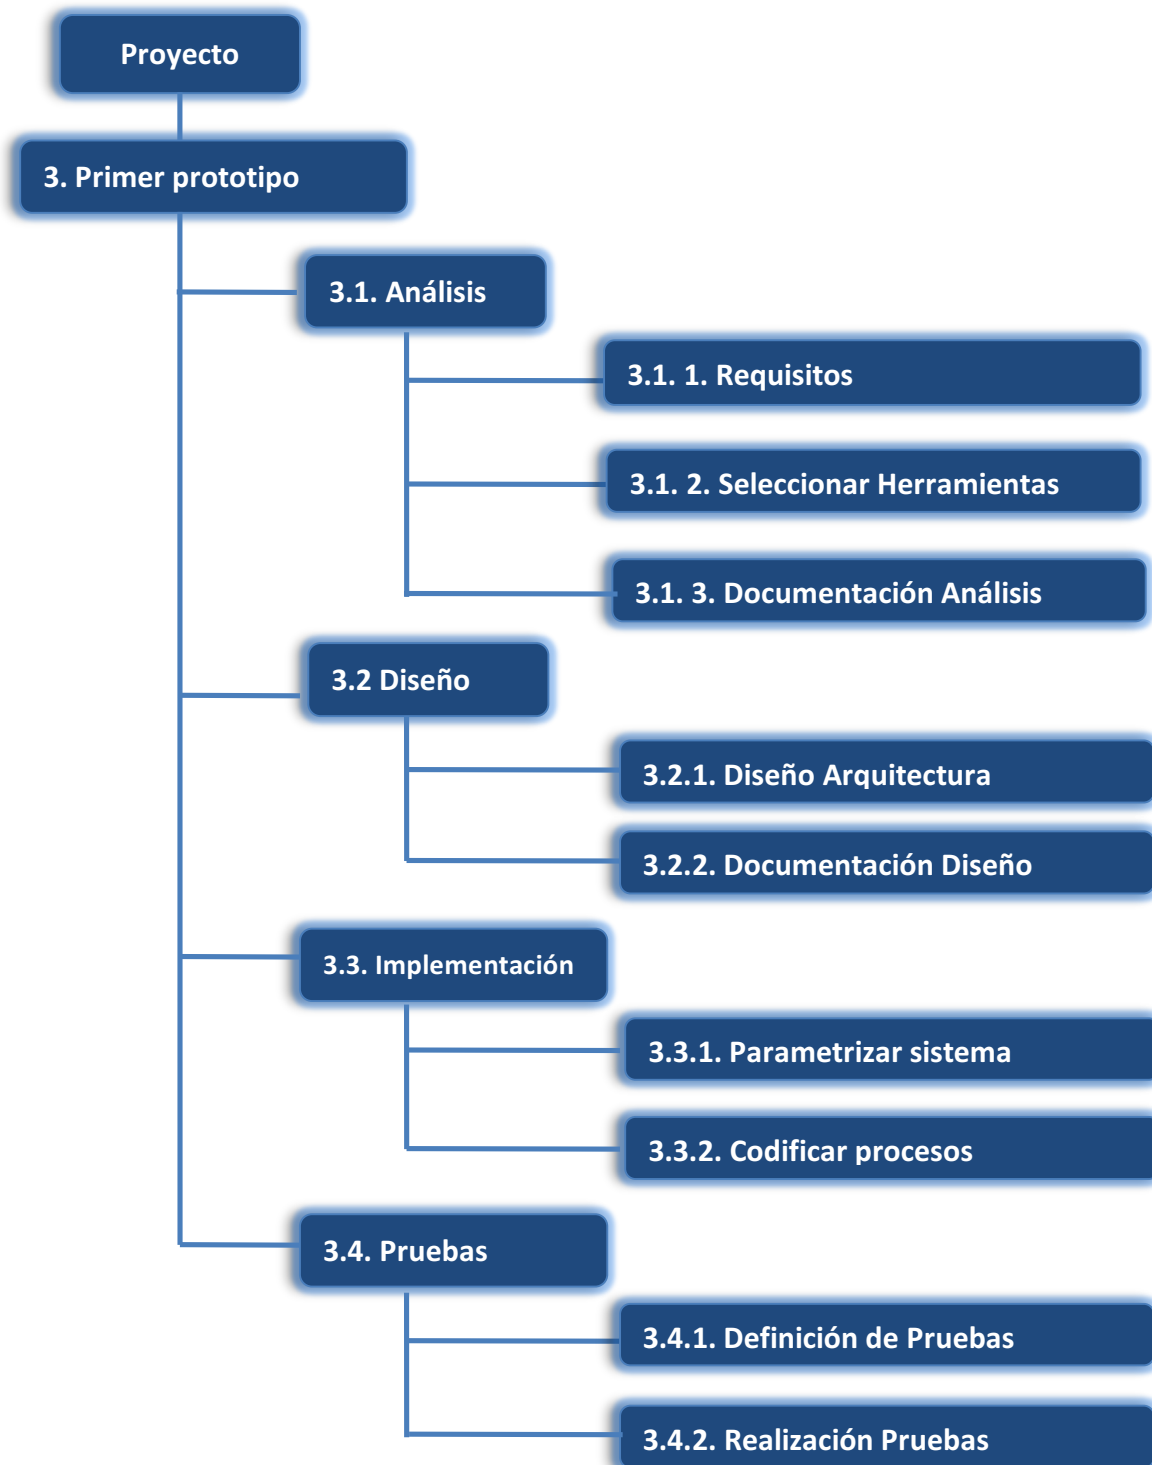 Proyecto
3. Primer prototipo
3.1. Análisis
3.1. 1. Requisitos
3.1. 2. Seleccionar Herramientas
3.1. 3. Documentación Análisis
3.2 Diseño
3.2.1. Diseño Arquitectura
3.2.2. Documentación Diseño
3.3. Implementación
3.3.1. Parametrizar sistema
3.3.2. Codificar procesos
3.4. Pruebas
3.4.1. Definición de Pruebas
3.4.2. Realización Pruebas